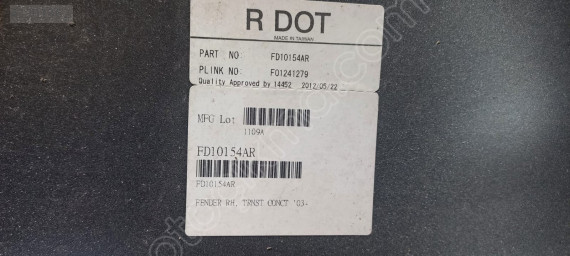 R DOT
MADE IN TAIWAN
PART NO FD10154AR
PLINK NO F01241279
Quality Approved by 14452 2012/05/22
MFG Lot:
1109A
FD10154AR
FD10154AR
FENDER RH, TRNST CONCT '03-